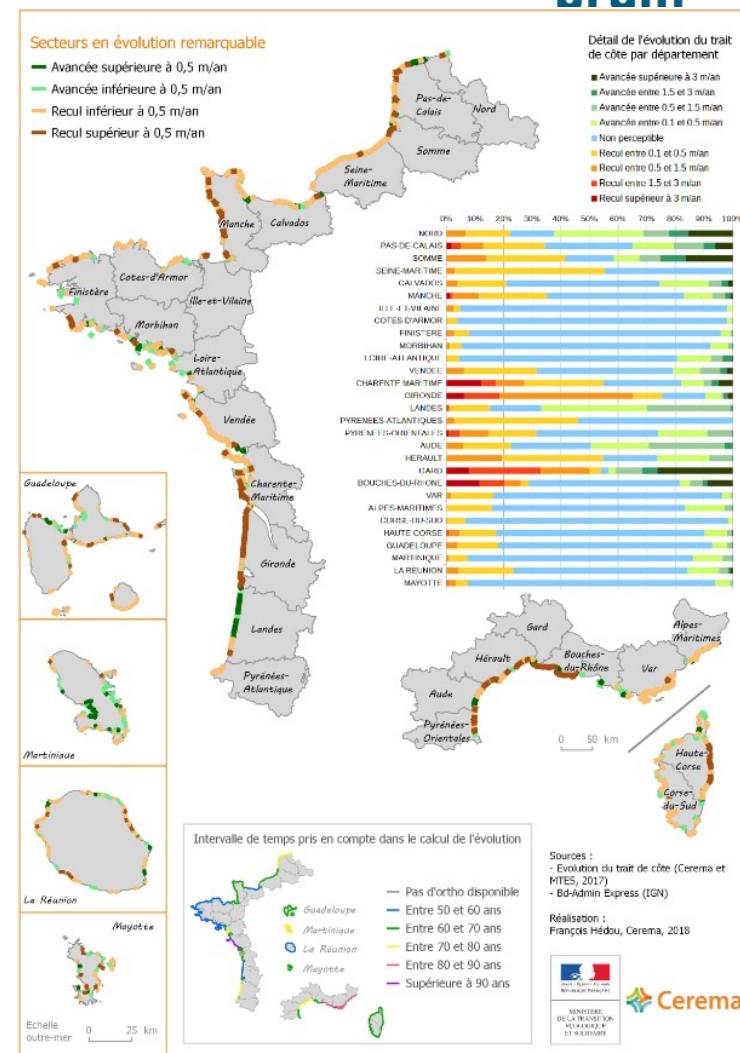 Secteurs en évolution remarquable
Avancée supérieure à 0,5 m/an
Avancée inférieure à 0,5 m/an
Recul inférieur à 0,5 m/an
Recul supérieur à 0,5 m/an
Détail de l'évolution du trait
de côte par département
Avancée supérieure à 3 m/an
Avancée entre 1.5 et 3 m/an
Avancée entre 0.5 et 1.5 m/an
Avancée entre 0.1 et 0.5 m/an
Non perceptible
Recul entre 0.1 et 0.5 m/an
Recul entre 0.5 et 1.5 m/an
Recul entre 1.5 et 3 m/an
Recul supérieur à 3 m/an
Pas-de-
Calais
Nord
Somme
Seine-
Maritime
Manche
Calvados
Finistère
Cotes-d'Armor
Ille-et-Vilaine
Morbihan
Loire-
Atlantique
Vendée
Charente-
Maritime
Gironde
Landes
Pyrénées-
Atlantique
0% 10% 20% 30% 40% 50% 60% 70% 80% 90% 100%
NORD
PAS-DE-CALAIS
SOMME
SEINE-MARITIME
CALVADOS
MANCHE
ILLE-ET-VILAINE
COTES-D'ARMOR
FINISTERE
MORBIHAN
LOIRE-ATLANTIQUE
VENDEE
CHARENTE MARITIME
GIRONDE
LANDES
PYRENEES-ATLANTIQUES
PYRENEES-ORIENTALES
AUDE
HERAULT
GARD
BOUCHES-DU-RHONE
VAR
ALPES-MARITIMES
CORSE-DU-SUD
HAUTE CORSE
GUADELOUPE
MARTINIQUE
LA REUNION
MAYOTTE
Guadeloupe
Martinique
La Réunion
Mayotte
Echelle
outre-mer
0 25 km
Gard
Hérault
Bouches-
du-Rhône
Var
Alpes-
Maritimes
Aude
Pyrénées-
Orientales
0 50 km
Haute-
Corse
Corse-
du-Sud
Intervalle de temps pris en compte dans le calcul de l'évolution
Guadeloupe
Martinique
La Réunion
Mayotte
Pas d'ortho disponible
Entre 50 et 60 ans
Entre 60 et 70 ans
Entre 70 et 80 ans
Entre 80 et 90 ans
Supérieure à 90 ans
Sources :
- Evolution du trait de côte (Cerema et
MTES, 2017)
- Bd-Admin Express (IGN)
Réalisation :
François Hédou, Cerema, 2018
RÉPUBLIQUE FRANÇAISE
MINISTÈRE
DE LA TRANSITION
ÉCOLOGIQUE
ET SOLIDAIRE
Cerema